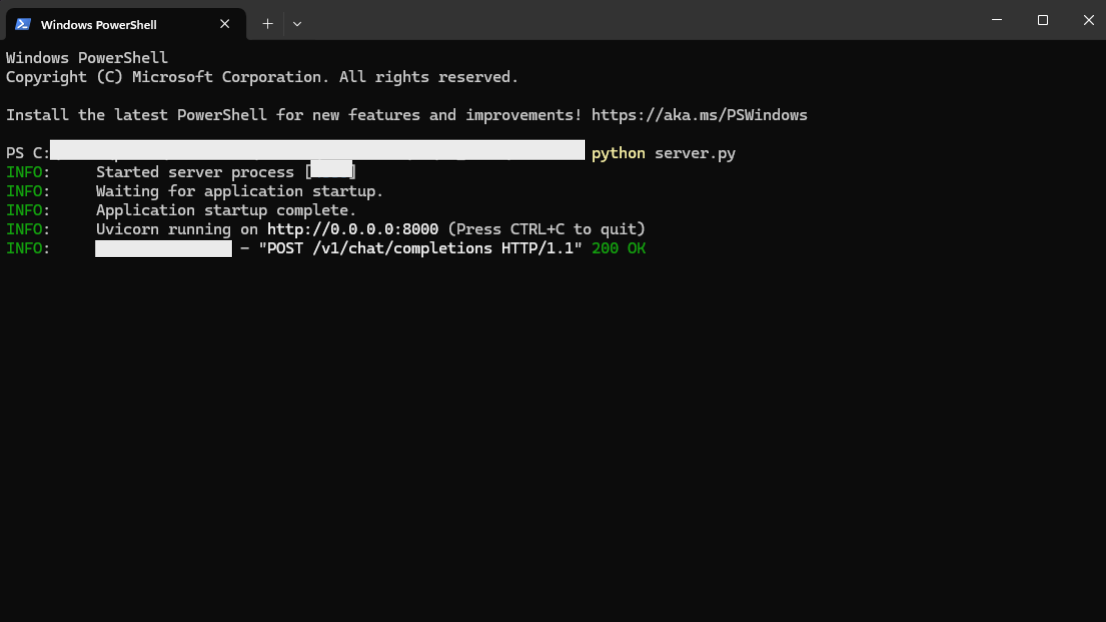 Windows PowerShell
Windows PowerShell
Copyright (C) Microsoft Corporation. All rights reserved.
Install the latest PowerShell for new features and improvements! https://aka.ms/PSWindows
PS C: python server.py
INFO: Started server process [ ]
INFO: Waiting for application startup.
INFO: Application startup complete.
INFO: Uvicorn running on http://0.0.0.0:8000 (Press CTRL+C to quit)
INFO: - "POST /v1/chat/completions HTTP/1.1" 200 OK